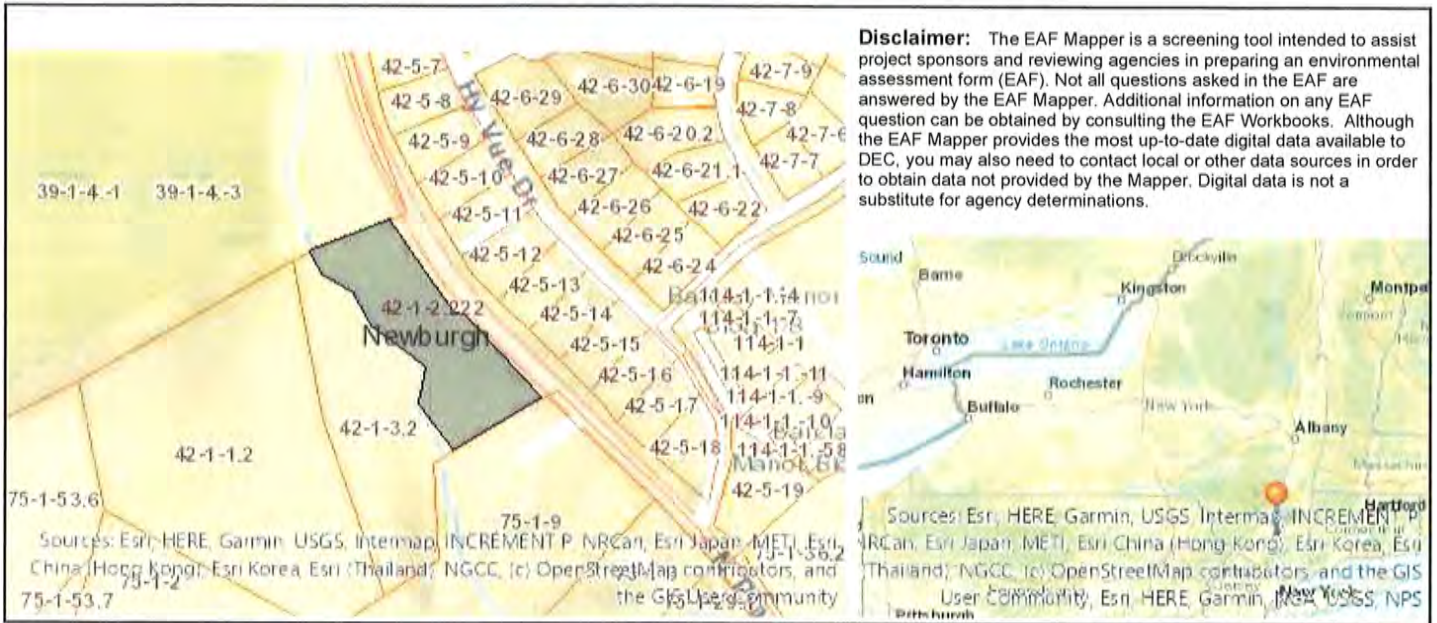 Disclaimer: The EAF Mapper is a screening tool intended to assist
project sponsors and reviewing agencies in preparing an environmental
assessment form (EAF). Not all questions asked in the EAF are
answered by the EAF Mapper. Additional information on any EAF
question can be obtained by consulting the EAF Workbooks. Although
the EAF Mapper provides the most up-to-date digital data available to
DEC, you may also need to contact local or other data sources in order
to obtain data not provided by the Mapper. Digital data is not a
substitute for agency determinations.
42-5-7
42-5-8
42-5-9
42-5-10
42-5-11
42-5-12
42-5-13
42-5-14
42-5-15
42-5-16
42-5-17
42-5-18
42-5-19
Hy Vue Dr
42-6-29
42-6-30
42-6-19
42-6-28
42-6-20.2
42-6-27
42-6-21.1
42-6-26
42-6-22
42-6-25
42-6-24
42-7-9
42-7-8
42-7-6
42-7-7
39-1-4.-1
39-1-4.-3
42-1-2.222
Newburgh
42-1-3.2
42-1-1.2
75-1-53.6
75-1-9
75-1-2
75-1-53.7
114-1-1.-7
114-1-1
114-1-1.-11
114-1-1.-9
114-1-1.-10
114-1-1.-58
Sources: Esri, HERE, Garmin, USGS, Intermap, INCREMENT P, NRCan, Esri Japan, METI, Esri
China (Hong Kong), Esri Korea, Esri (Thailand), NGCC, (c) OpenStreetMap contributors, and
the GIS User Community
Sound
Barrie
Brockville
Kingston
Montpe
Toronto
Lake Ontario
Hamilton
Rochester
Buffalo
New York
Albany
Hartford
Sources: Esri, HERE, Garmin, USGS, Intermap, INCREMENT P,
NRCan, Esri Japan, METI, Esri China (Hong Kong), Esri Korea, Esri
(Thailand), NGCC, (c) OpenStreetMap contributors, and the GIS
User Community, Esri, HERE, Garmin, NGA, USGS, NPS
New York
Pittsburgh